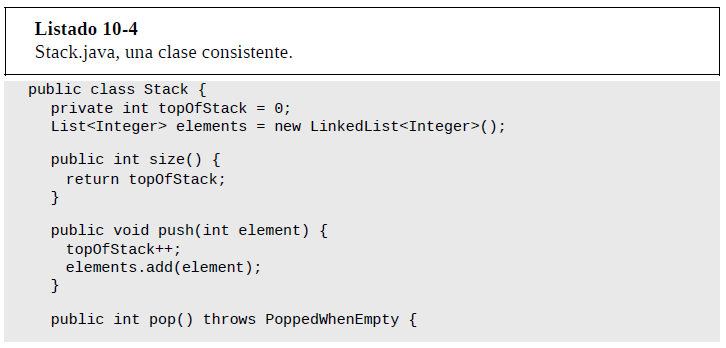 Listado 10-4
Stack.java, una clase consistente.
public class Stack {
private int topOfStack = 0;
List<Integer> elements = new LinkedList<Integer>();
public int size() {
return topOfStack;
}
public void push(int element) {
topOfStack++;
elements.add(element);
}
public int pop() throws PoppedWhenEmpty {